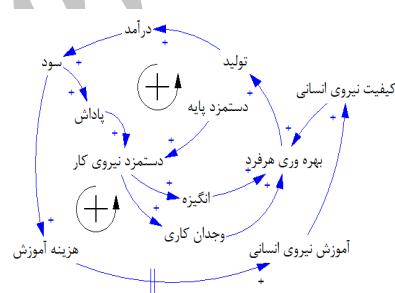 درآمد
سود
تولید
پاداش
دستمزد پایه
کیفیت نیروی انسانی
دستمزد نیروی کار
بهره وری هرفرد
انگیزه
وجدان کاری
هزینه آموزش
آموزش نیروی انسانی